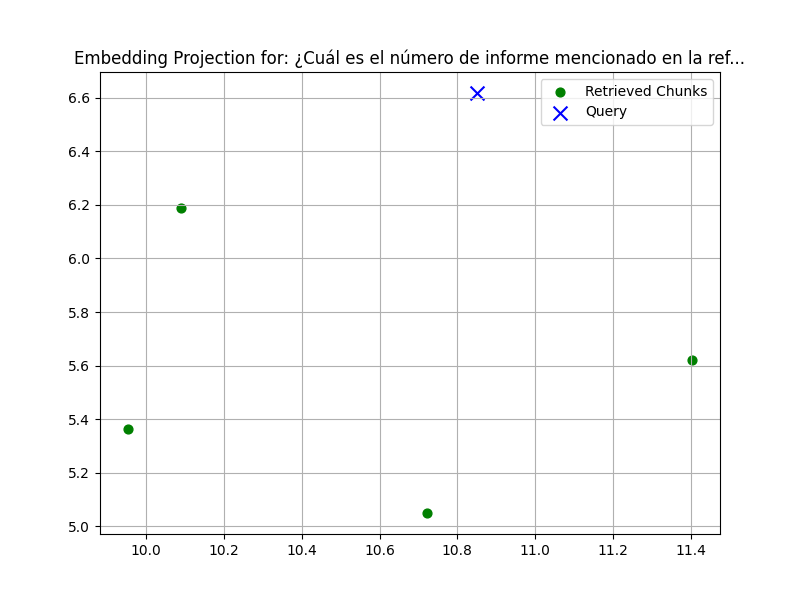 Embedding Projection for: ¿Cuál es el número de informe mencionado en la ref...
Retrieved Chunks
Query
6.6
6.4
6.2
6.0
5.8
5.6
5.4
5.2
5.0
10.0 10.2 10.4 10.6 10.8 11.0 11.2 11.4